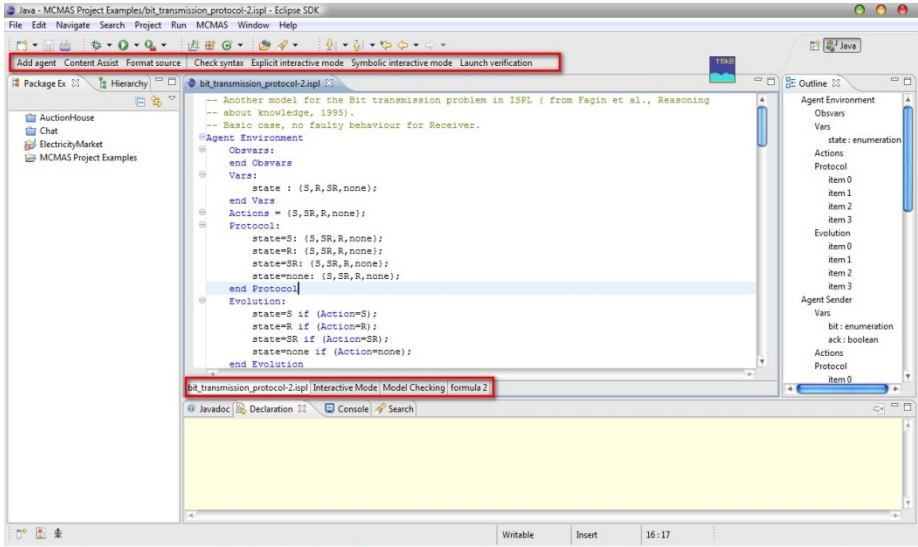 Java - MCMAS Project Examples/bit_transmission_protocol-2.ispl - Eclipse SDK
File Edit Navigate Search Project Run MCMAS Window Help
Java
Add agent Content Assist Format source Check syntax Explicit interactive mode Symbolic interactive mode Launch verification
110kB
Package Ex Hierarchy
AuctionHouse
Chat
ElectricityMarket
MCMAS Project Examples
bit_transmission_protocol-2.ispl
-- Another model for the Bit transmission problem in ISPL ( from Fagin et al., Reasoning
-- about knowledge, 1995).
-- Basic case, no faulty behaviour for Receiver.
Agent Environment
Obsvars:
end Obsvars
Vars:
state : {S,R,SR,none};
end Vars
Actions = {S,SR,R,none};
Protocol:
state=S: {S,SR,R,none};
state=R: {S,SR,R,none};
state=SR: {S,SR,R,none};
state=none: {S,SR,R,none};
end Protocol
Evolution:
state=S if (Action=S);
state=R if (Action=R);
state=SR if (Action=SR);
state=none if (Action=none);
end Evolution
bit_transmission_protocol-2.ispl Interactive Mode Model Checking formula 2
Outline
Agent Environment
Obsvars
Vars
state : enumeration
Actions
Protocol
item 0
item 1
item 2
item 3
Evolution
item 0
item 1
item 2
item 3
Agent Sender
Vars
bit : enumeration
ack : boolean
Actions
Protocol
item 0
Javadoc Declaration Console Search
Writable Insert 16 : 17